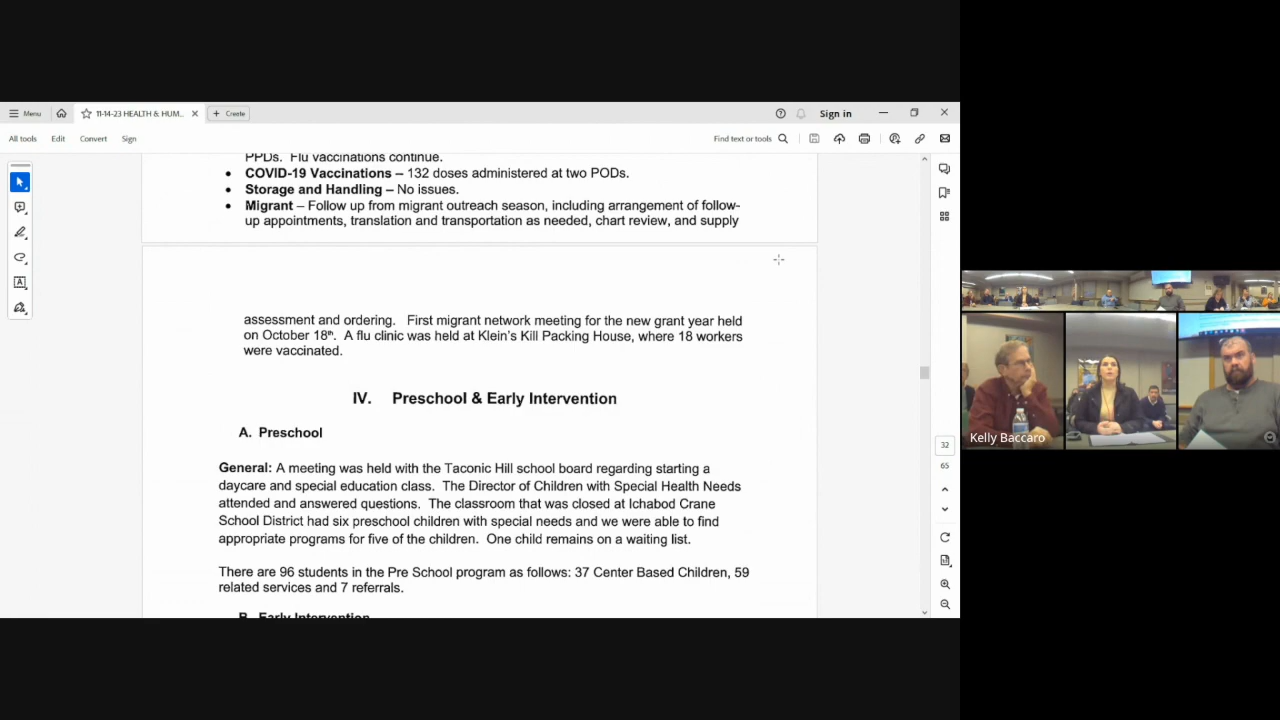 Menu
11-14-23 HEALTH & HUM...
Create
Sign in
All tools
Edit
Convert
Sign
Find text or tools
PPDs. Flu vaccinations continue.
• COVID-19 Vaccinations – 132 doses administered at two PODs.
• Storage and Handling – No issues.
• Migrant – Follow up from migrant outreach season, including arrangement of follow-
up appointments, translation and transportation as needed, chart review, and supply
assessment and ordering. First migrant network meeting for the new grant year held
on October 18th. A flu clinic was held at Klein's Kill Packing House, where 18 workers
were vaccinated.
IV. Preschool & Early Intervention
A. Preschool
General: A meeting was held with the Taconic Hill school board regarding starting a
daycare and special education class. The Director of Children with Special Health Needs
attended and answered questions. The classroom that was closed at Ichabod Crane
School District had six preschool children with special needs and we were able to find
appropriate programs for five of the children. One child remains on a waiting list.
There are 96 students in the Pre School program as follows: 37 Center Based Children, 59
related services and 7 referrals.
B. Early Intervention
32
65
Kelly Baccaro